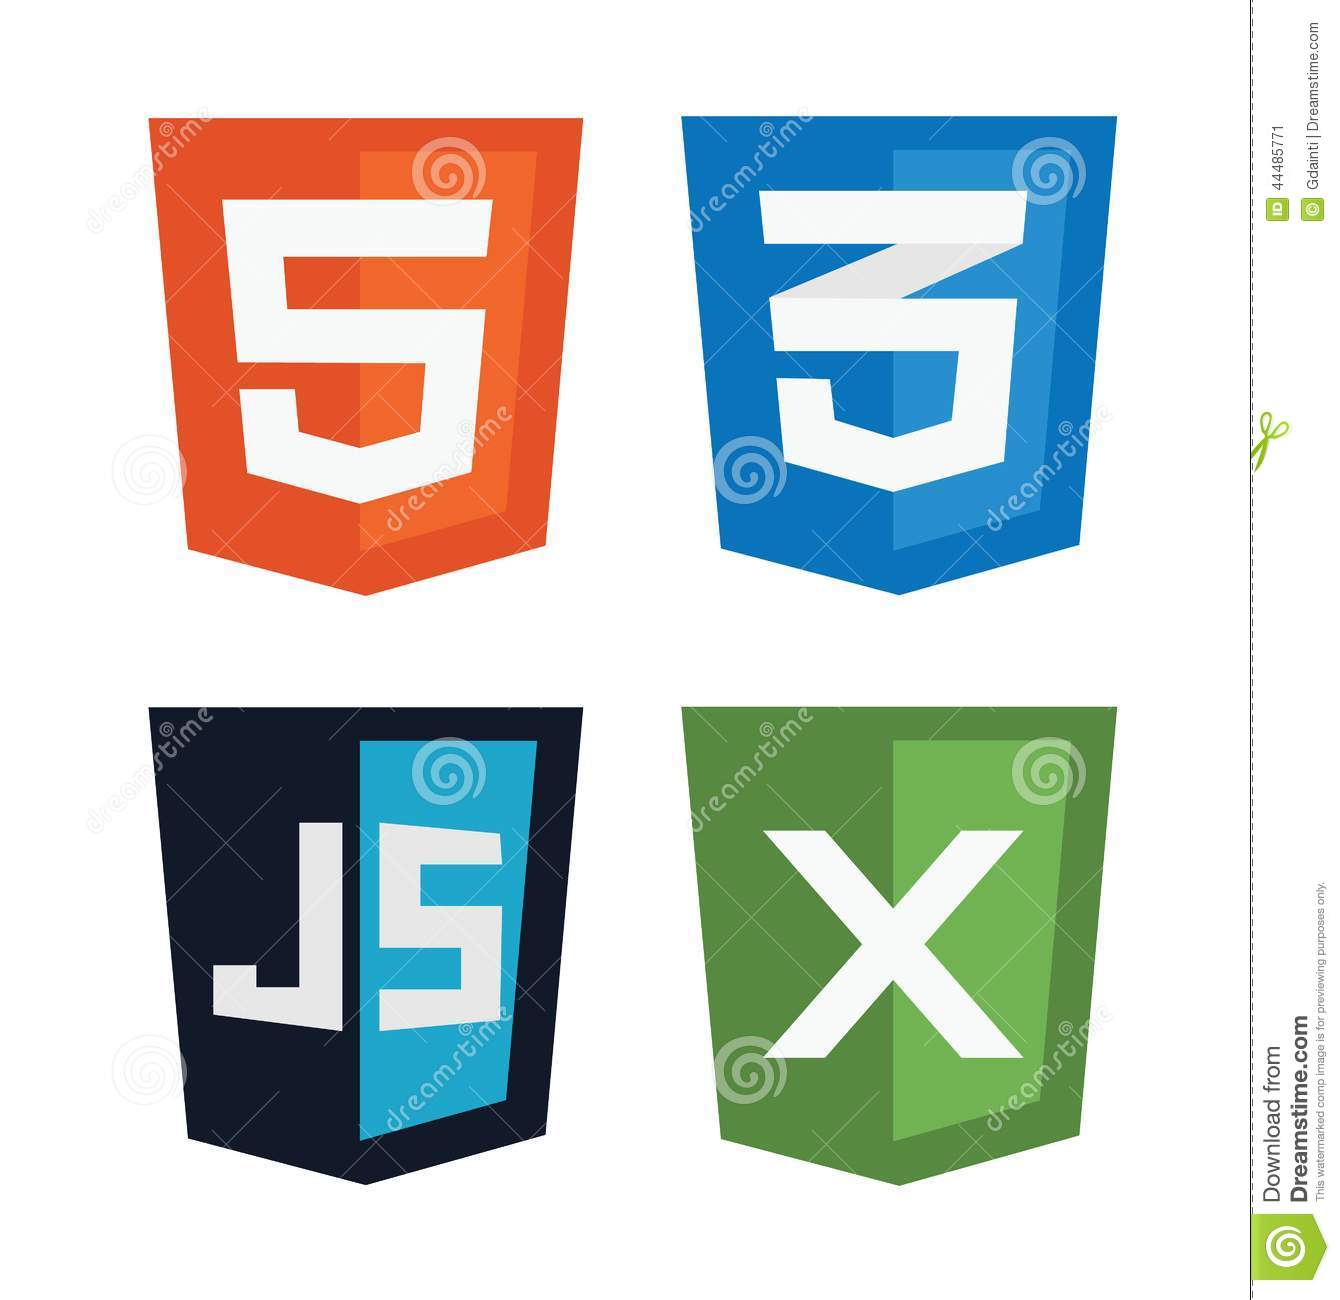 5
3
JS
X
dreamstime
dreamstime
dreamstime
dreamstime
dreamstime
dreamstime
dreamstime
dreamstime
ID 44485771
© Gdainti | Dreamstime.com
Download from
Dreamstime.com
This watermarked comp image is for previewing purposes only.